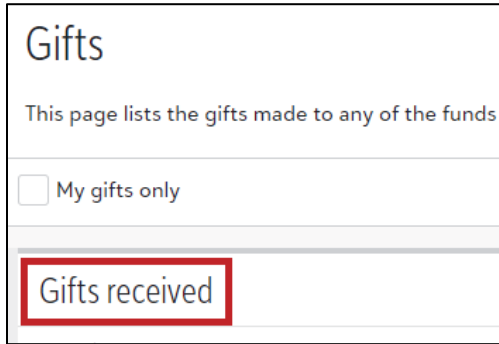 Gifts
This page lists the gifts made to any of the funds
My gifts only
Gifts received